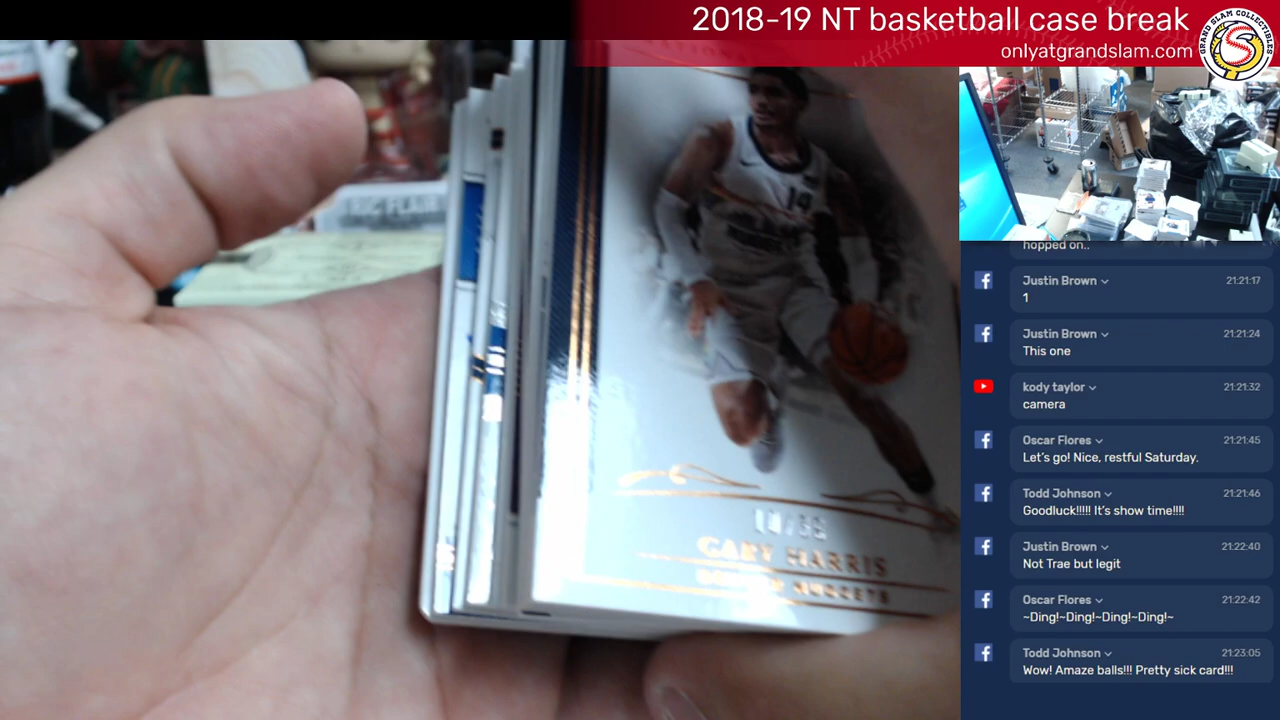 2018-19 NT basketball case break
onlyatgrandslam.com
GRAND SLAM COLLECTIBLES
hopped on..
Justin Brown 21:21:17
1
Justin Brown 21:21:24
This one
kody taylor 21:21:32
camera
Oscar Flores 21:21:45
Let's go! Nice, restful Saturday.
Todd Johnson 21:21:46
Goodluck!!!!! It's show time!!!!
Justin Brown 21:22:40
Not Trae but legit
Oscar Flores 21:22:42
~Ding!~Ding!~Ding!~Ding!~
Todd Johnson 21:23:05
Wow! Amaze balls!!! Pretty sick card!!!
14
GARY HARRIS
NUGGETS